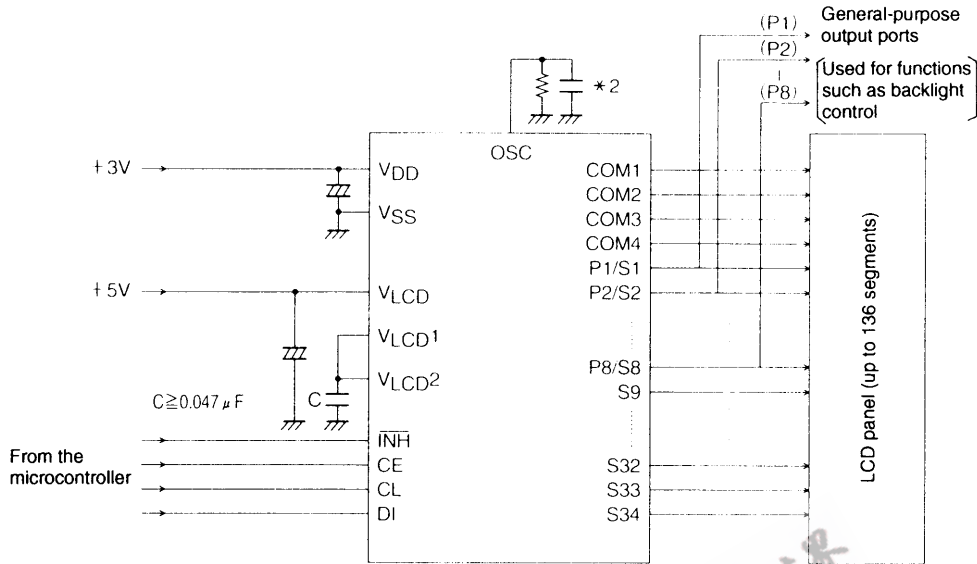 (P1)
General-purpose
output ports
(P2)
(P8)
Used for functions
such as backlight
control
*2
OSC
+3V
VDD
VSS
+5V
VLCD
VLCD1
VLCD2
C
C≧0.047μF
INH
CE
CL
DI
From the
microcontroller
COM1
COM2
COM3
COM4
P1/S1
P2/S2
P8/S8
S9
S32
S33
S34
LCD panel (up to 136 segments)